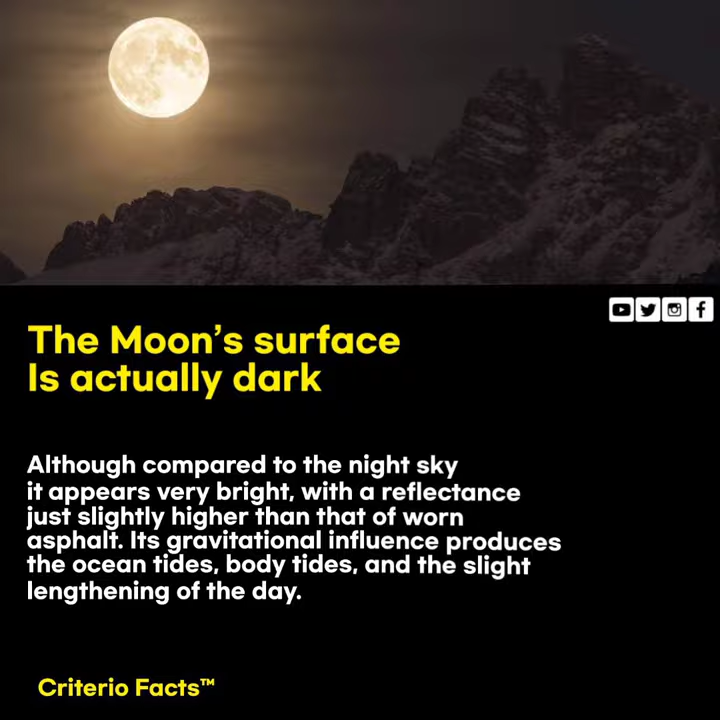 The Moon’s surface
Is actually dark
Although compared to the night sky
it appears very bright, with a reflectance
just slightly higher than that of worn
asphalt. Its gravitational influence produces
the ocean tides, body tides, and the slight
lengthening of the day.
Criterio Facts™